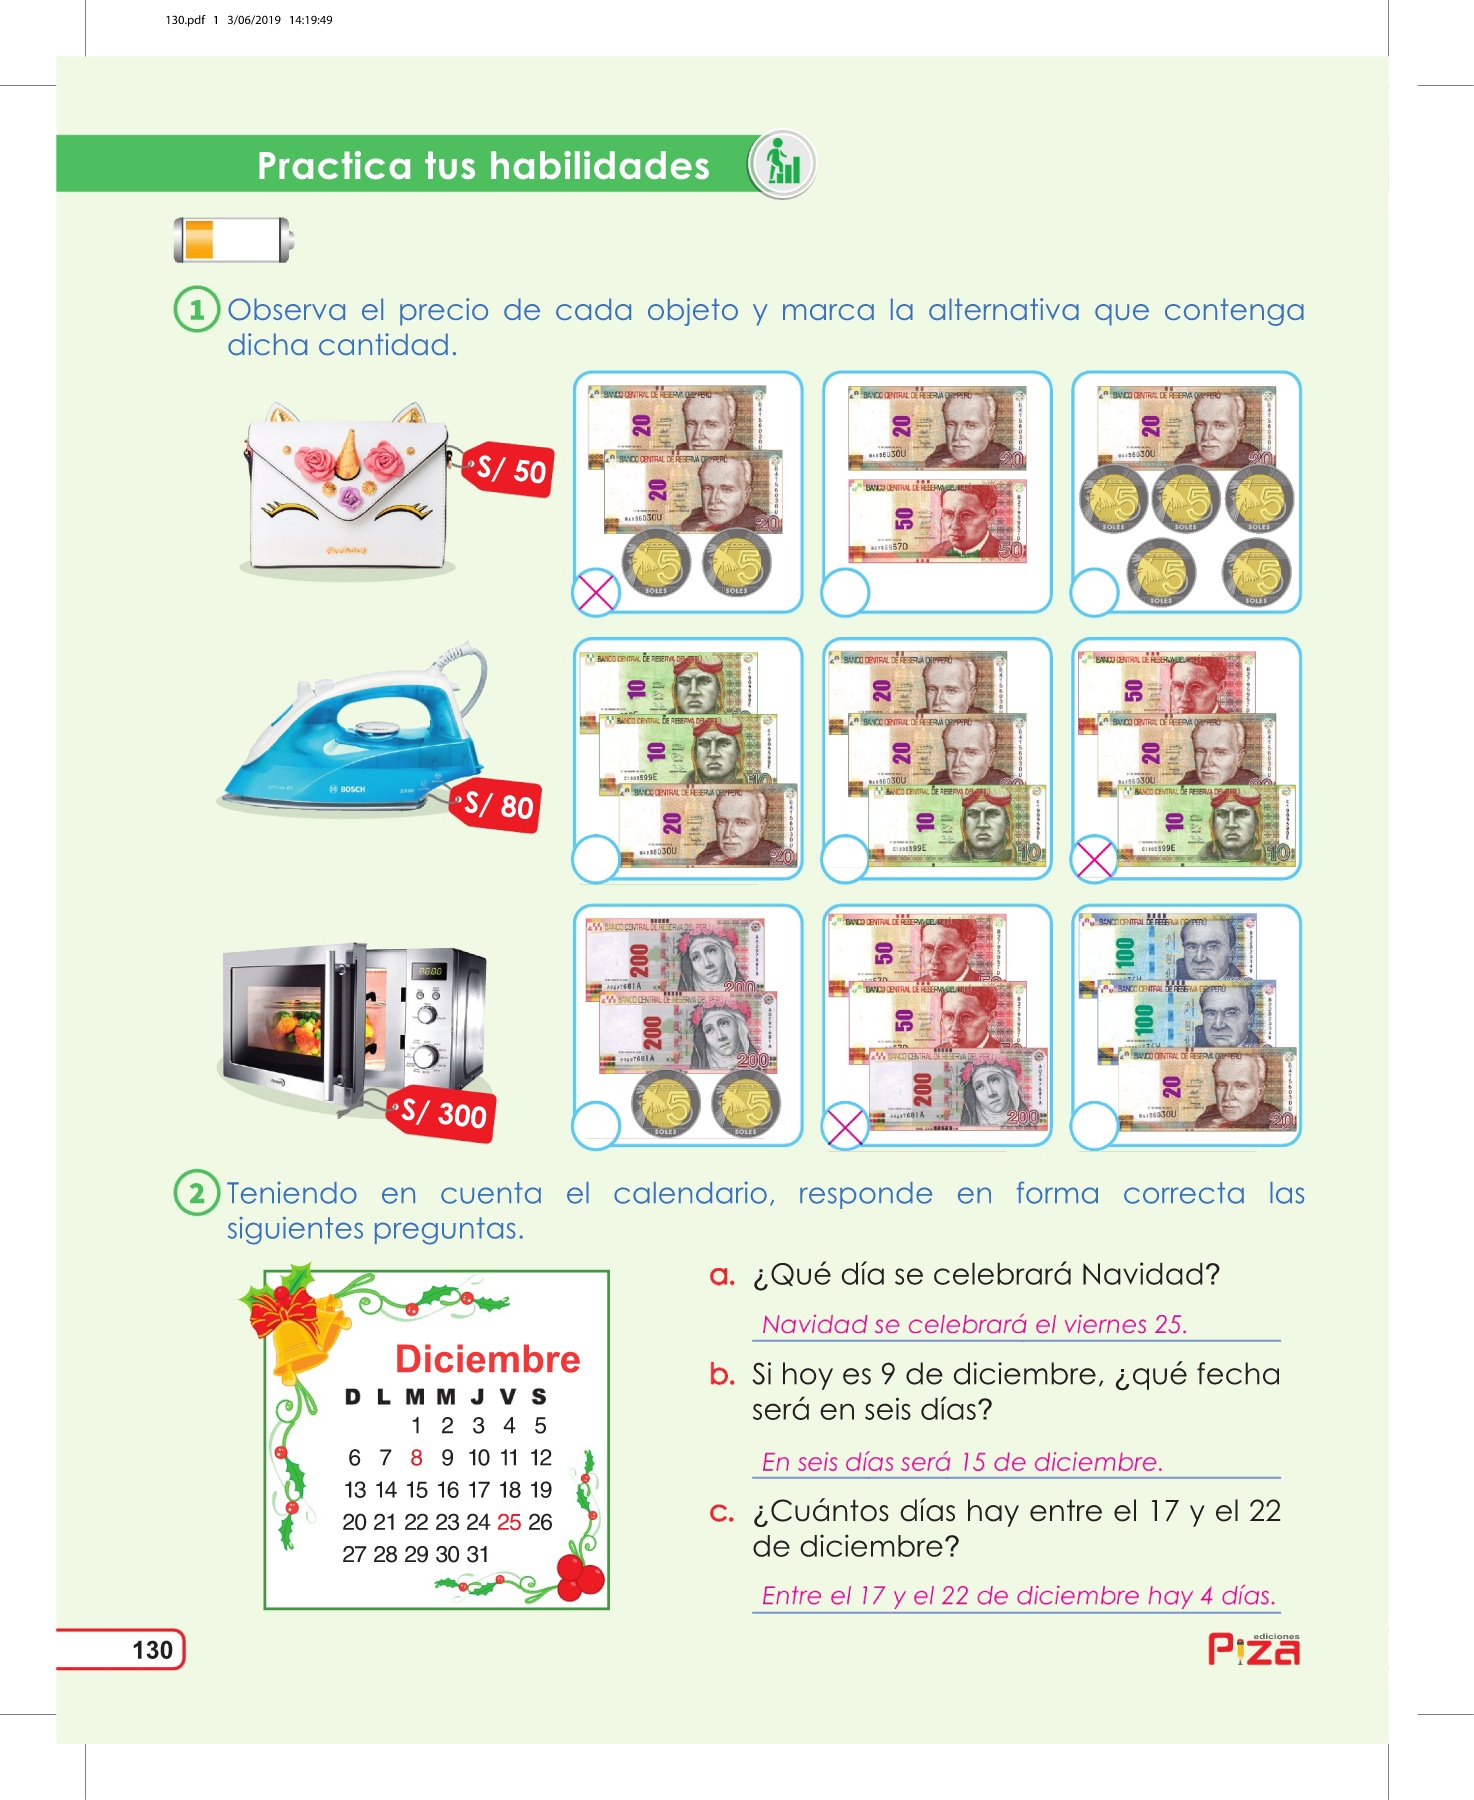 130.pdf 1 3/06/2019 14:19:49
Practica tus habilidades
1 Observa el precio de cada objeto y marca la alternativa que contenga
dicha cantidad.
S/ 50
S/ 80
BOSCH
S/ 300
2 Teniendo en cuenta el calendario, responde en forma correcta las
siguientes preguntas.
Diciembre
D L M M J V S
1 2 3 4 5
6 7 8 9 10 11 12
13 14 15 16 17 18 19
20 21 22 23 24 25 26
27 28 29 30 31
a. ¿Qué día se celebrará Navidad?
Navidad se celebrará el viernes 25.
b. Si hoy es 9 de diciembre, ¿qué fecha
será en seis días?
En seis días será 15 de diciembre.
c. ¿Cuántos días hay entre el 17 y el 22
de diciembre?
Entre el 17 y el 22 de diciembre hay 4 días.
130
ediciones
Piza